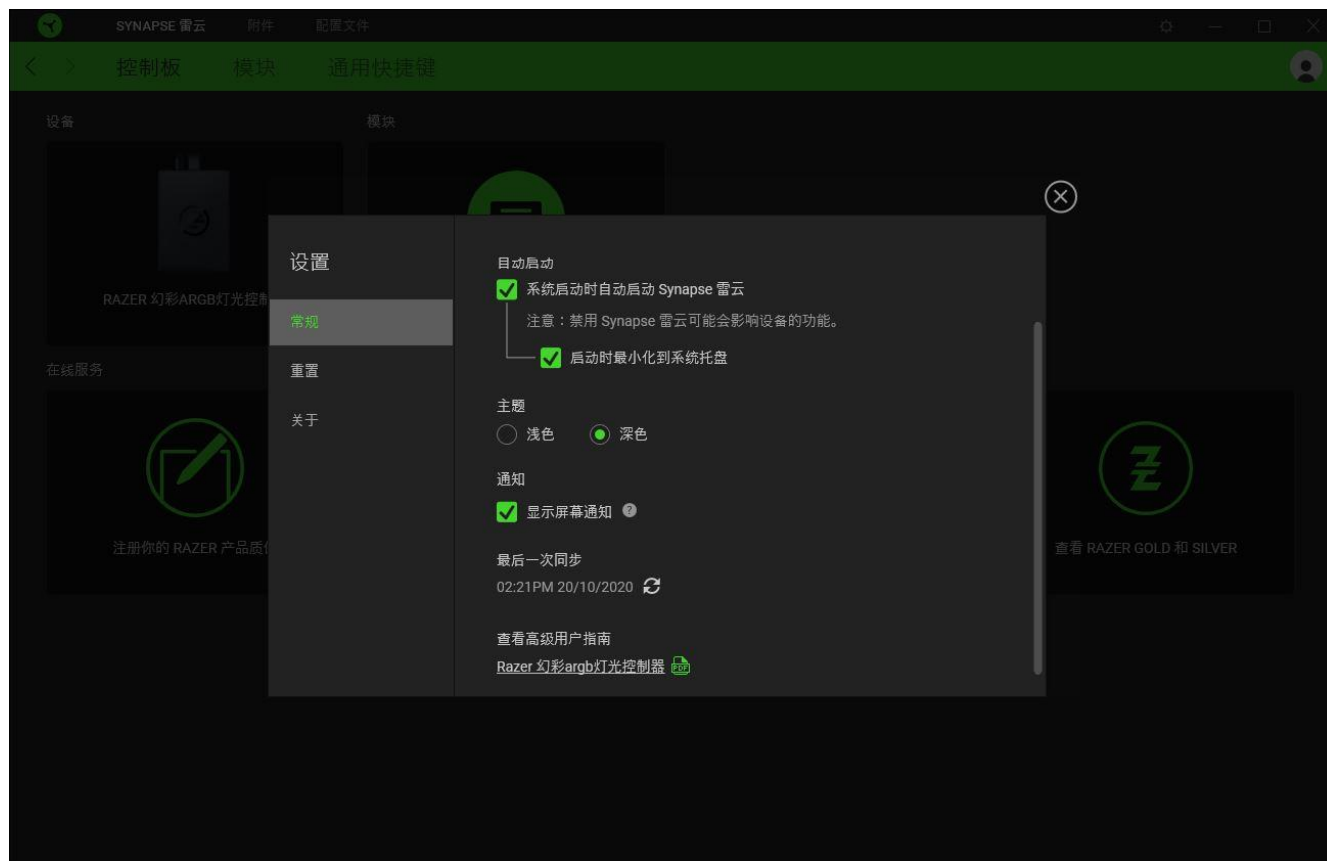 SYNAPSE 雷云 附件 配置文件
控制板 模块 通用快捷键
设备 模块
RAZER 幻彩ARGB灯光控制
在线服务
注册你的 RAZER 产品质
查看 RAZER GOLD 和 SILVER
设置
常规
重置
关于
自动启动
系统启动时自动启动 Synapse 雷云
注意：禁用 Synapse 雷云可能会影响设备的功能。
启动时最小化到系统托盘
主题
浅色 深色
通知
显示屏幕通知 ?
最后一次同步
02:21PM 20/10/2020
查看高级用户指南
Razer 幻彩argb灯光控制器 PDF